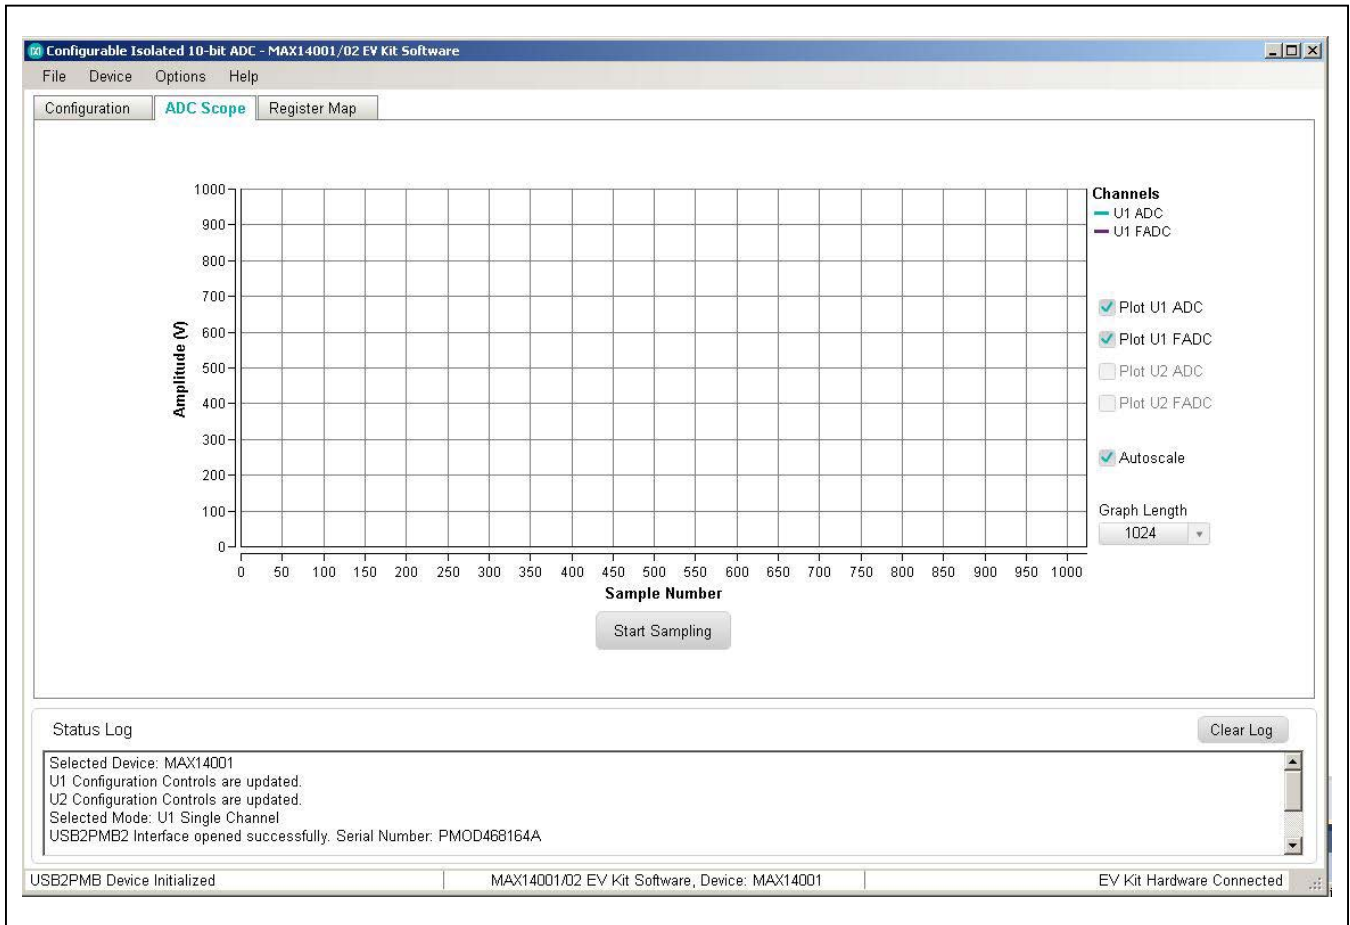 Configurable Isolated 10-bit ADC - MAX14001/02 EV Kit Software
File Device Options Help
Configuration ADC Scope Register Map
Channels
U1 ADC
U1 FADC
1000
900
800
700
600
500
400
300
200
100
0
Amplitude (V)
Plot U1 ADC
Plot U1 FADC
Plot U2 ADC
Plot U2 FADC
Autoscale
Graph Length
1024
0 50 100 150 200 250 300 350 400 450 500 550 600 650 700 750 800 850 900 950 1000
Sample Number
Start Sampling
Status Log
Clear Log
Selected Device: MAX14001
U1 Configuration Controls are updated.
U2 Configuration Controls are updated.
Selected Mode: U1 Single Channel
USB2PMB2 Interface opened successfully. Serial Number: PMOD468164A
USB2PMB Device Initialized MAX14001/02 EV Kit Software, Device: MAX14001 EV Kit Hardware Connected